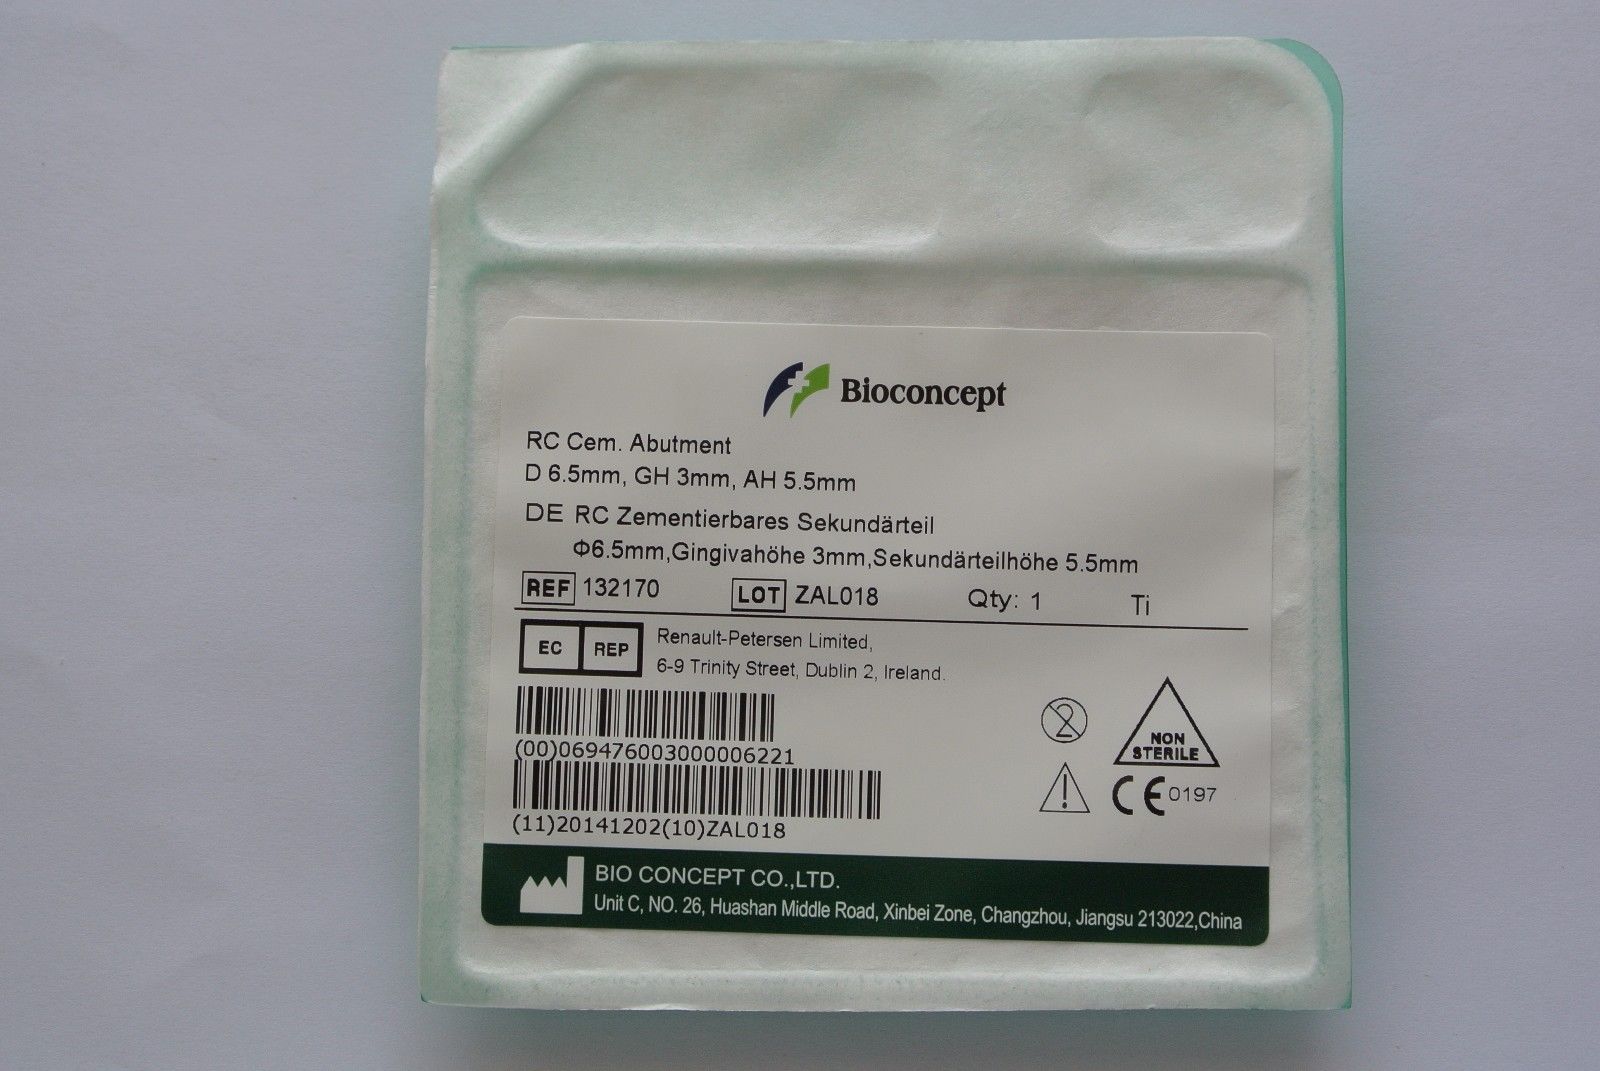 Bioconcept
RC Cem. Abutment
D 6.5mm, GH 3mm, AH 5.5mm
DE RC Zementierbares Sekundärteil
Φ6.5mm,Gingivahöhe 3mm,Sekundärteilhöhe 5.5mm
REF 132170 LOT ZAL018 Qty: 1 Ti
EC REP Renault-Petersen Limited,
6-9 Trinity Street, Dublin 2, Ireland.
2
NON
STERILE
(00)069476003000006221
CE 0197
(11)20141202(10)ZAL018
BIO CONCEPT CO.,LTD.
Unit C, NO. 26, Huashan Middle Road, Xinbei Zone, Changzhou, Jiangsu 213022,China